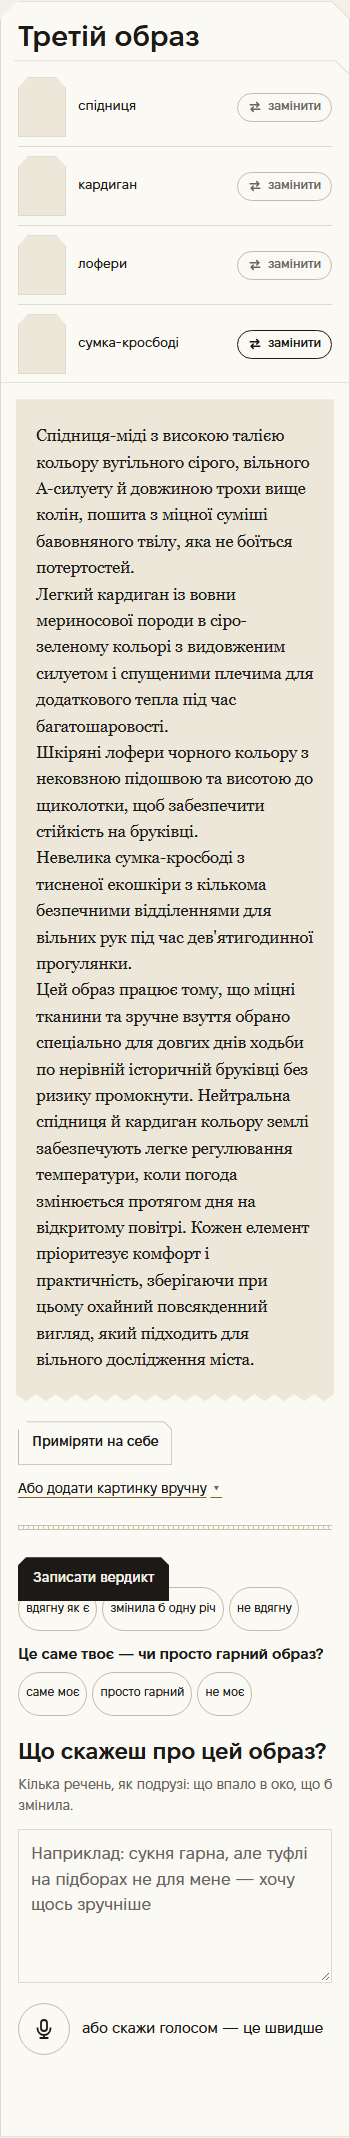 Третій образ
спідниця
замінити
кардиган
замінити
лофери
замінити
сумка-кросбоді
замінити
Спідниця-міді з високою талією
кольору вугільного сірого, вільного
А-силуету й довжиною трохи вище
колін, пошита з міцної суміші
бавовняного твілу, яка не боїться
потертостей.
Легкий кардиган із вовни
мериносової породи в сіро-
зеленому кольорі з видовженим
силуетом і спущеними плечима для
додаткового тепла під час
багатошаровості.
Шкіряні лофери чорного кольору з
нековзною підошвою та висотою до
щиколотки, щоб забезпечити
стійкість на бруківці.
Невелика сумка-кросбоді з
тисненої екошкіри з кількома
безпечними відділеннями для
вільних рук під час дев'ятигодинної
прогулянки.
Цей образ працює тому, що міцні
тканини та зручне взуття обрано
спеціально для довгих днів ходьби
по нерівній історичній бруківці без
ризику промокнути. Нейтральна
спідниця й кардиган кольору землі
забезпечують легке регулювання
температури, коли погода
змінюється протягом дня на
відкритому повітрі. Кожен елемент
пріоритезує комфорт і
практичність, зберігаючи при
цьому охайний повсякденний
вигляд, який підходить для
вільного дослідження міста.
Приміряти на себе
Або додати картинку вручну
Записати вердикт
вдягну як є
змінила б одну річ
не вдягну
Це саме твоє — чи просто гарний образ?
саме моє
просто гарний
не моє
Що скажеш про цей образ?
Кілька речень, як подрузі: що впало в око, що б
змінила.
Наприклад: сукня гарна, але туфлі
на підборах не для мене — хочу
щось зручніше
або скажи голосом — це швидше